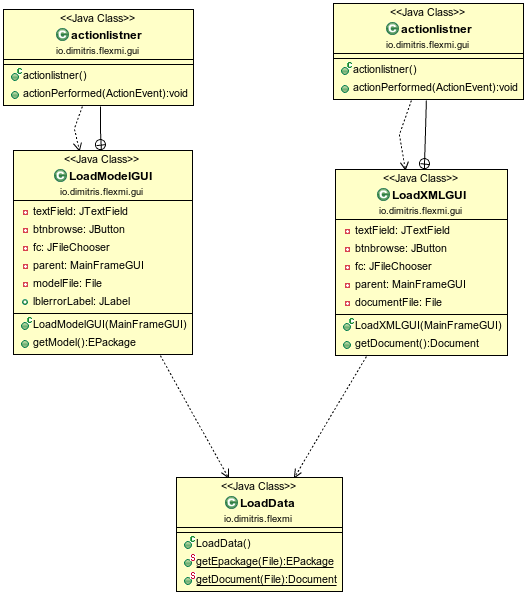 <<Java Class>>
C actionlistner
io.dimitris.flexmi.gui
c actionlistner()
actionPerformed(ActionEvent):void
<<Java Class>>
C actionlistner
io.dimitris.flexmi.gui
c actionlistner()
actionPerformed(ActionEvent):void
<<Java Class>>
C LoadModelGUI
io.dimitris.flexmi.gui
textField: JTextField
btnbrowse: JButton
fc: JFileChooser
parent: MainFrameGUI
modelFile: File
lblerrorLabel: JLabel
c LoadModelGUI(MainFrameGUI)
getModel():EPackage
<<Java Class>>
C LoadXMLGUI
io.dimitris.flexmi.gui
textField: JTextField
btnbrowse: JButton
fc: JFileChooser
parent: MainFrameGUI
documentFile: File
c LoadXMLGUI(MainFrameGUI)
getDocument():Document
<<Java Class>>
C LoadData
io.dimitris.flexmi
c LoadData()
S getEpackage(File):EPackage
S getDocument(File):Document